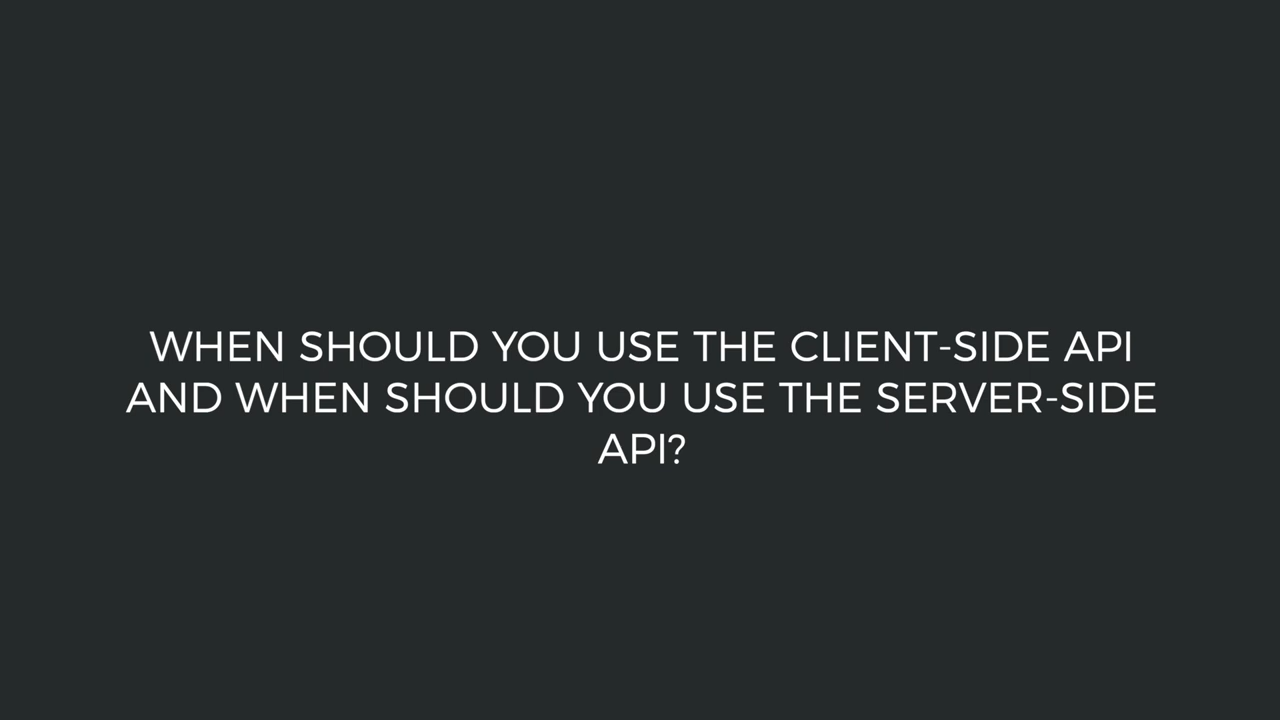 WHEN SHOULD YOU USE THE CLIENT-SIDE API
AND WHEN SHOULD YOU USE THE SERVER-SIDE
API?